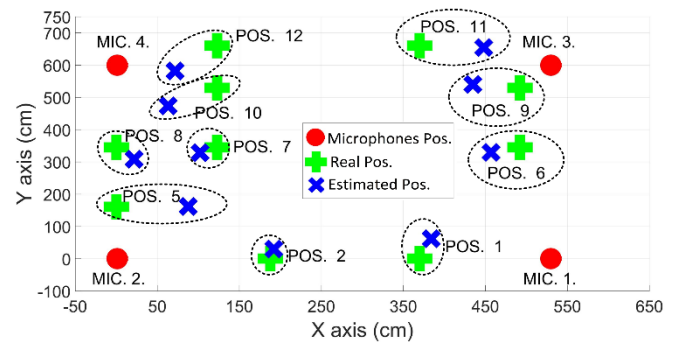 750
700
600
500
400
300
200
100
0
-100
Y axis (cm)
MIC. 4.
POS. 12
POS. 11
MIC. 3.
POS. 10
POS. 9
POS. 8
POS. 7
Microphones Pos.
Real Pos.
Estimated Pos.
POS. 6
POS. 5
POS. 2
POS. 1
MIC. 2.
MIC. 1.
-50
50
150
250
350
450
550
650
X axis (cm)